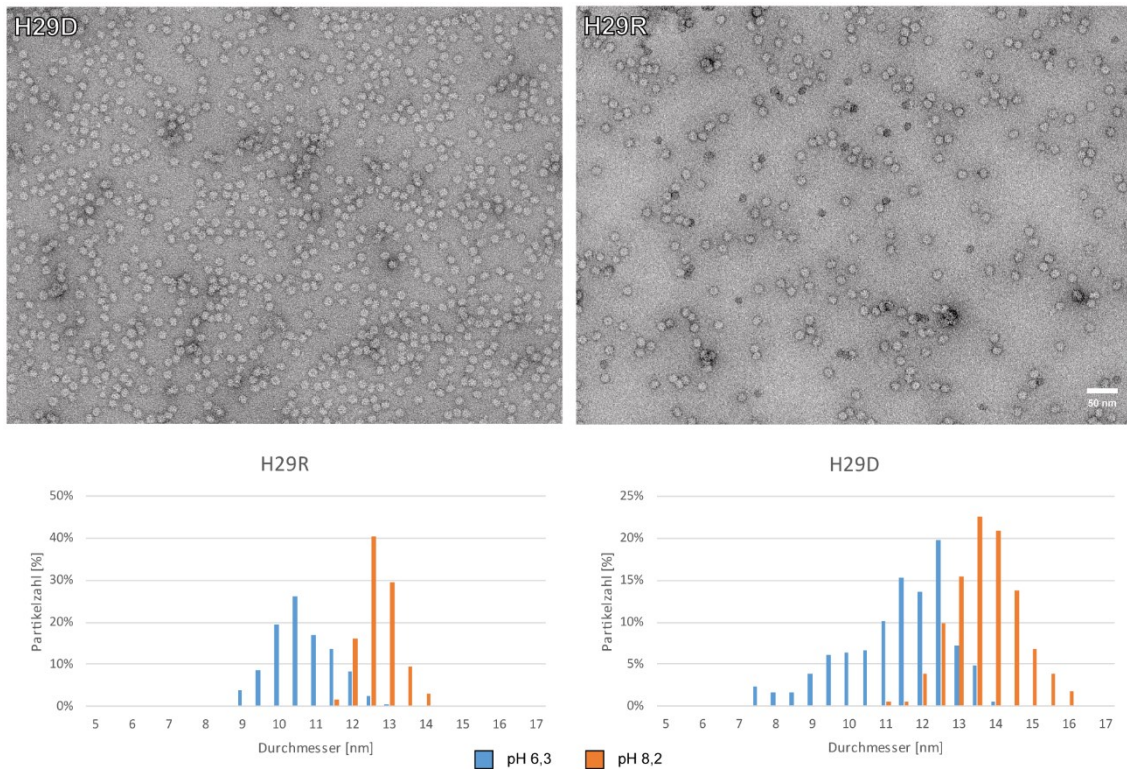 H29D
H29R
50 nm
H29R
50%
40%
30%
20%
10%
0%
Partikelzahl [%]
5 6 7 8 9 10 11 12 13 14 15 16 17
Durchmesser [nm]
H29D
25%
20%
15%
10%
5%
0%
Partikelzahl [%]
5 6 7 8 9 10 11 12 13 14 15 16 17
Durchmesser [nm]
pH 6,3
pH 8,2